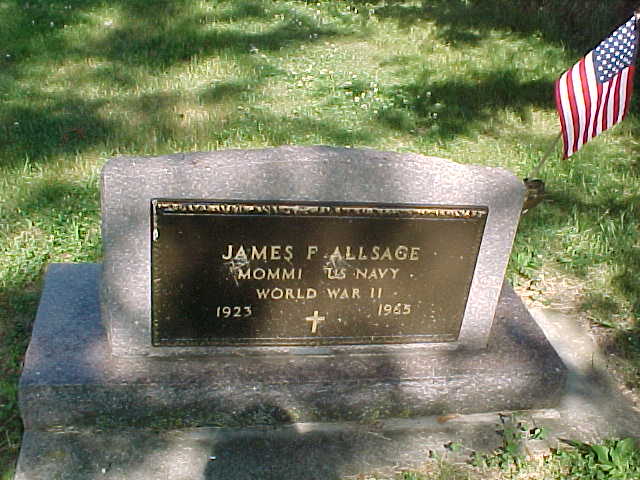 JAMES F ALLSAGE
MOMM1 US NAVY
WORLD WAR II
1923 1965